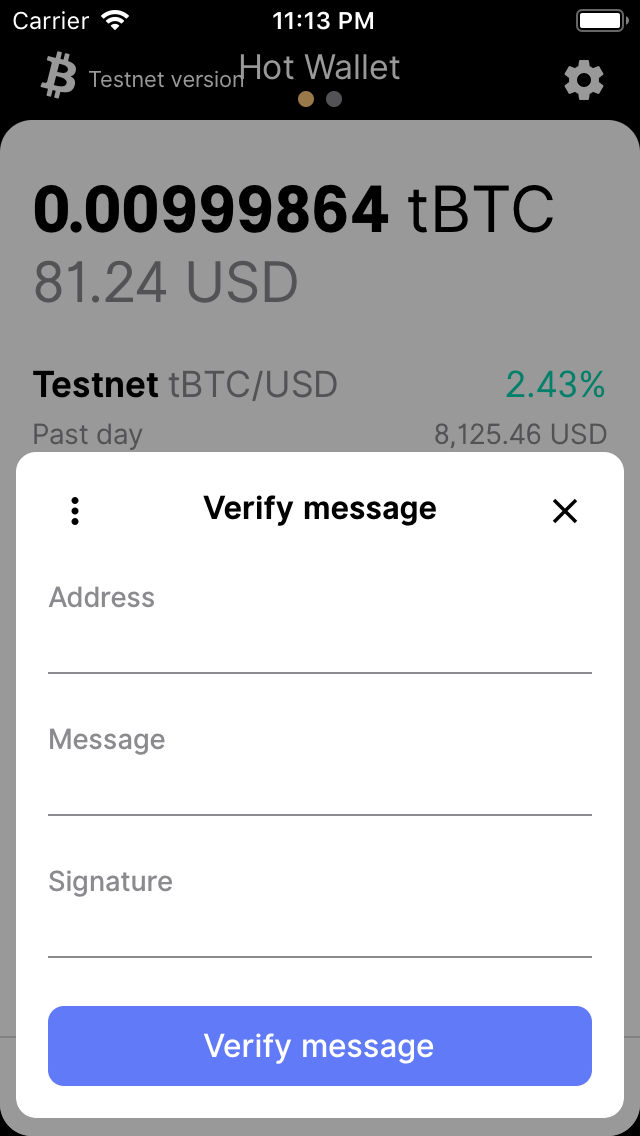 Carrier 11:13 PM
Testnet version Hot Wallet
0.00999864 tBTC
81.24 USD
Testnet tBTC/USD 2.43%
Past day 8,125.46 USD
Verify message
Address
Message
Signature
Verify message